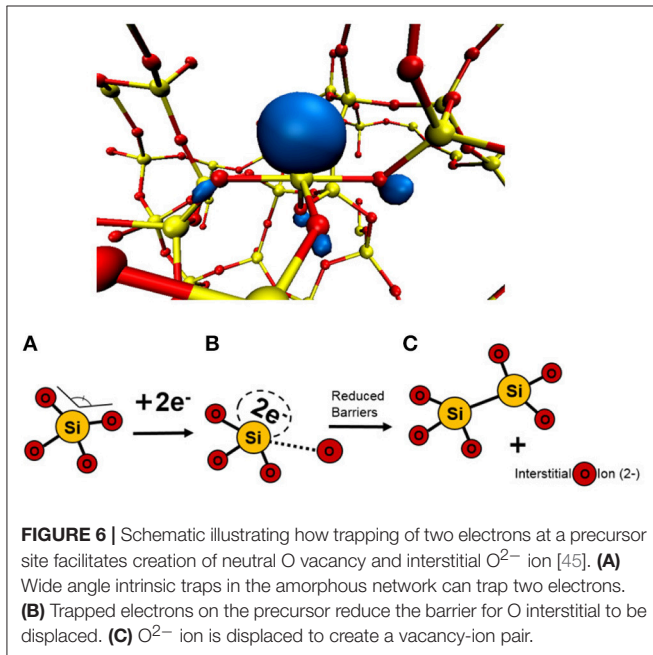 A B C
+2e⁻ Reduced
Barriers
O O Si O O
2e⁻ Si O O O O
O O Si O O Si O O
+
Interstitial O Ion (2-)
FIGURE 6 | Schematic illustrating how trapping of two electrons at a precursor
site facilitates creation of neutral O vacancy and interstitial O²⁻ ion [45]. (A)
Wide angle intrinsic traps in the amorphous network can trap two electrons.
(B) Trapped electrons on the precursor reduce the barrier for O interstitial to be
displaced. (C) O²⁻ ion is displaced to create a vacancy-ion pair.